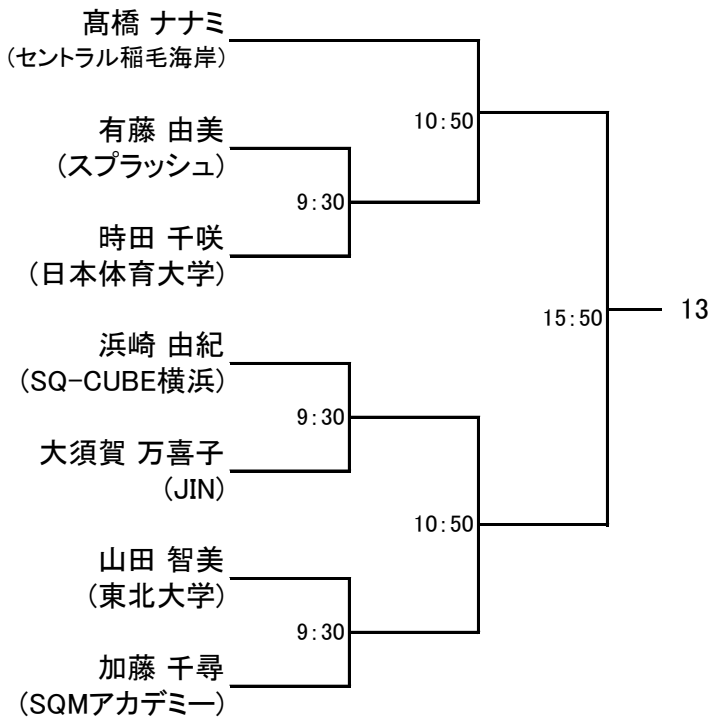 髙橋 ナナミ
(セントラル稲毛海岸)
10:50
有藤 由美
(スプラッシュ)
9:30
時田 千咲
(日本体育大学)
15:50
13
浜崎 由紀
(SQ-CUBE横浜)
9:30
大須賀 万喜子
(JIN)
10:50
山田 智美
(東北大学)
9:30
加藤 千尋
(SQMアカデミー)